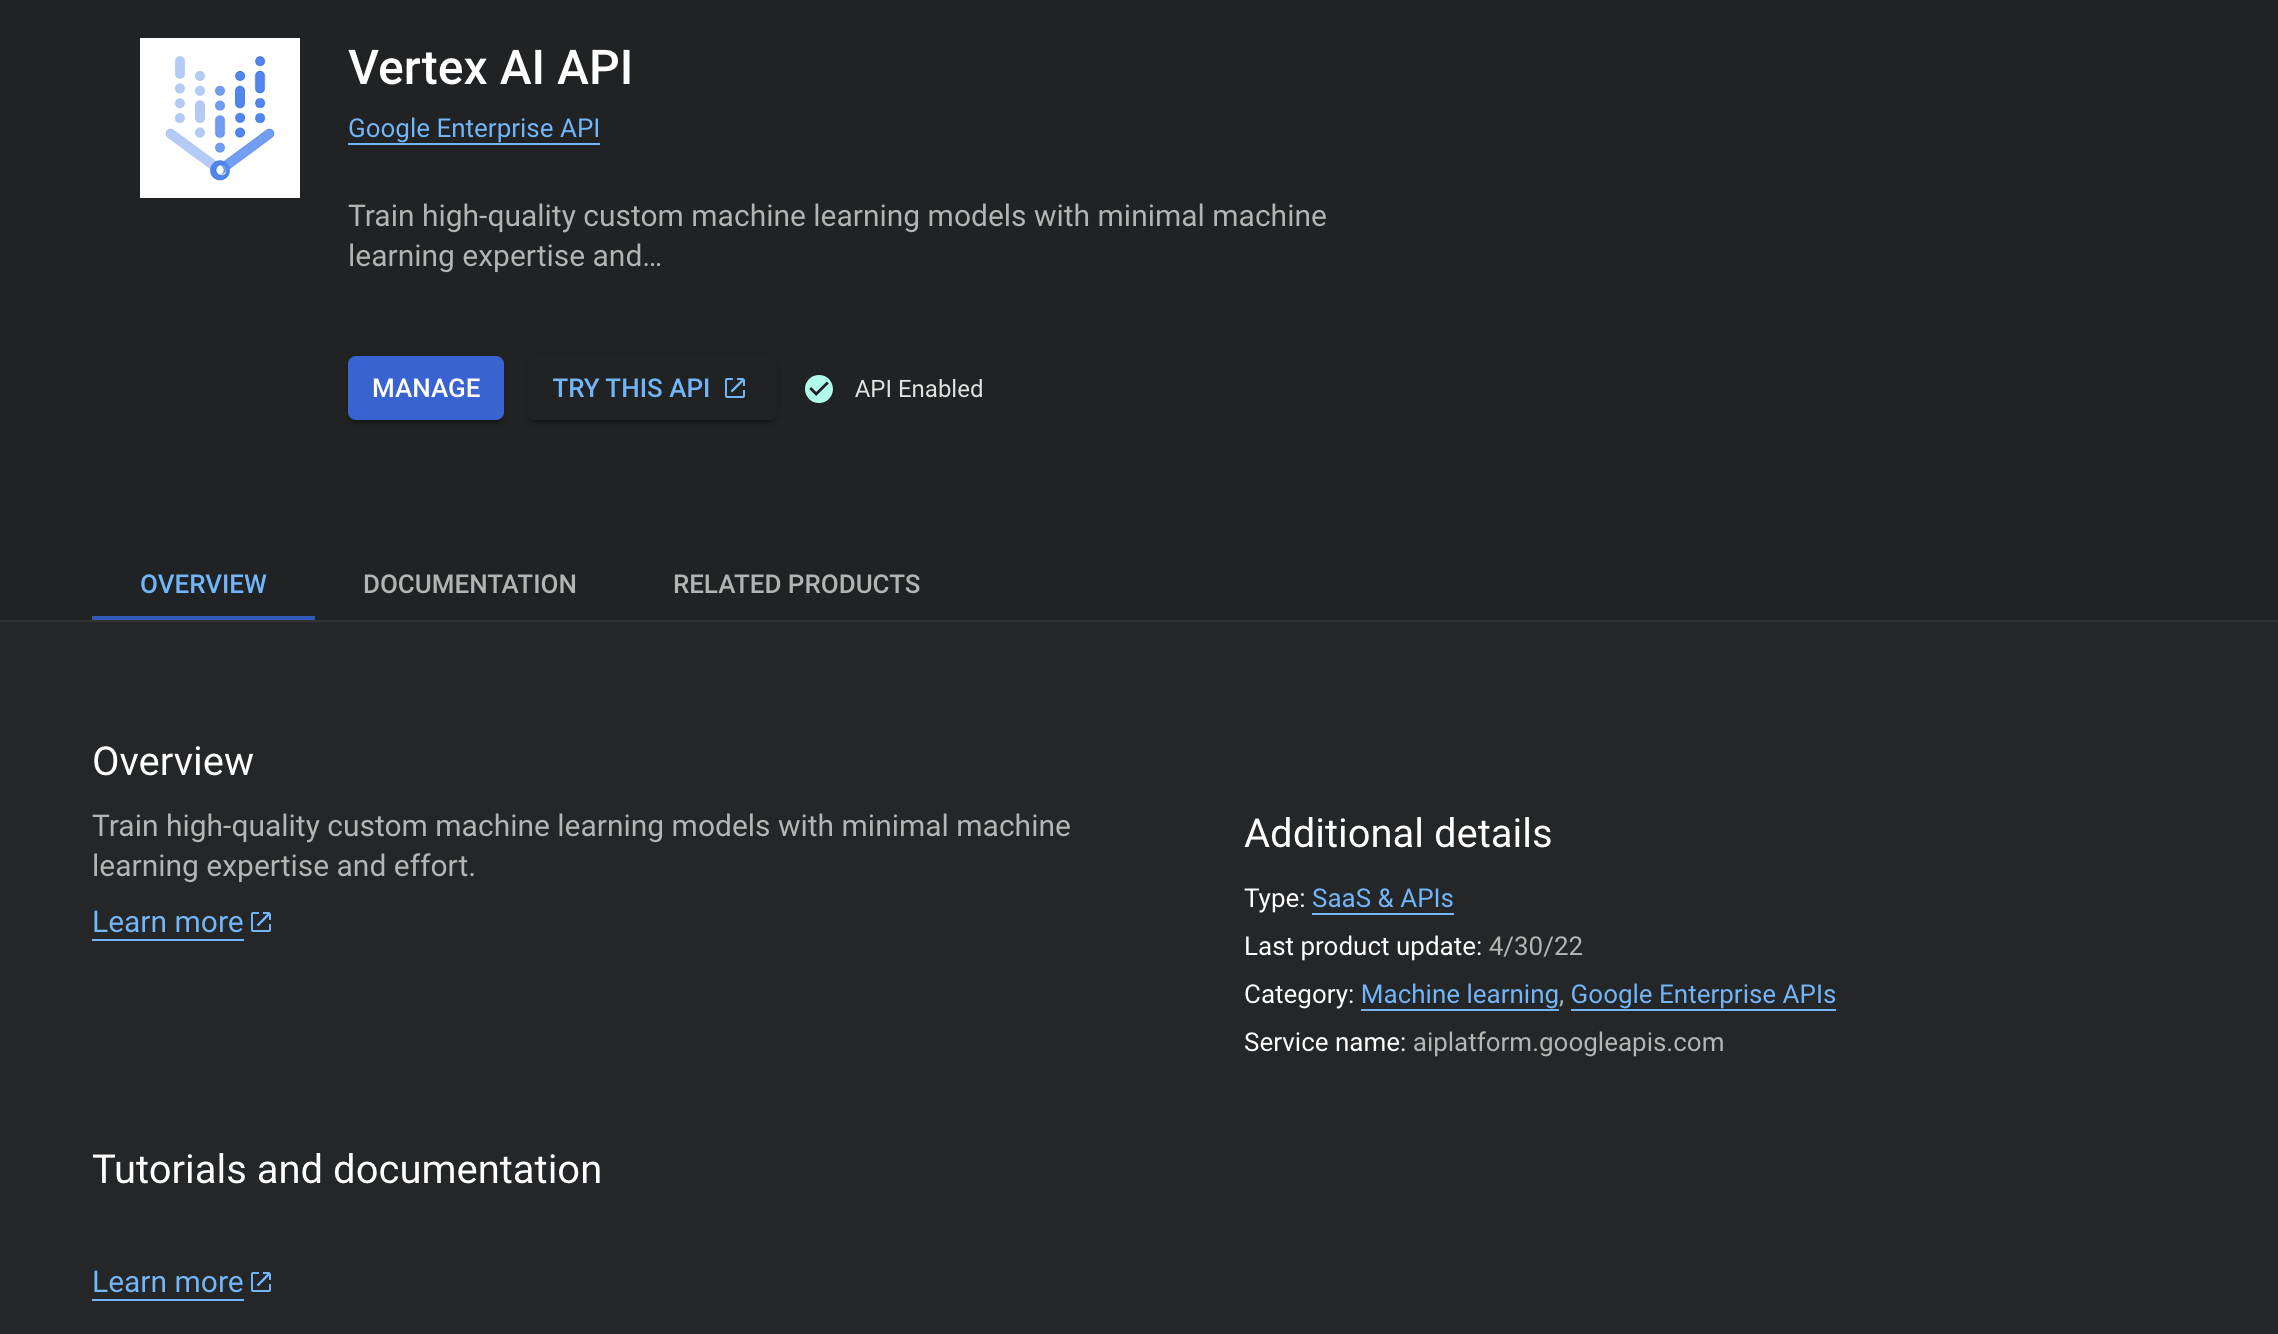 Vertex AI API
Google Enterprise API
Train high-quality custom machine learning models with minimal machine
learning expertise and…
MANAGE
TRY THIS API
API Enabled
OVERVIEW
DOCUMENTATION
RELATED PRODUCTS
Overview
Train high-quality custom machine learning models with minimal machine
learning expertise and effort.
Learn more
Additional details
Type: SaaS & APIs
Last product update: 4/30/22
Category: Machine learning, Google Enterprise APIs
Service name: aiplatform.googleapis.com
Tutorials and documentation
Learn more